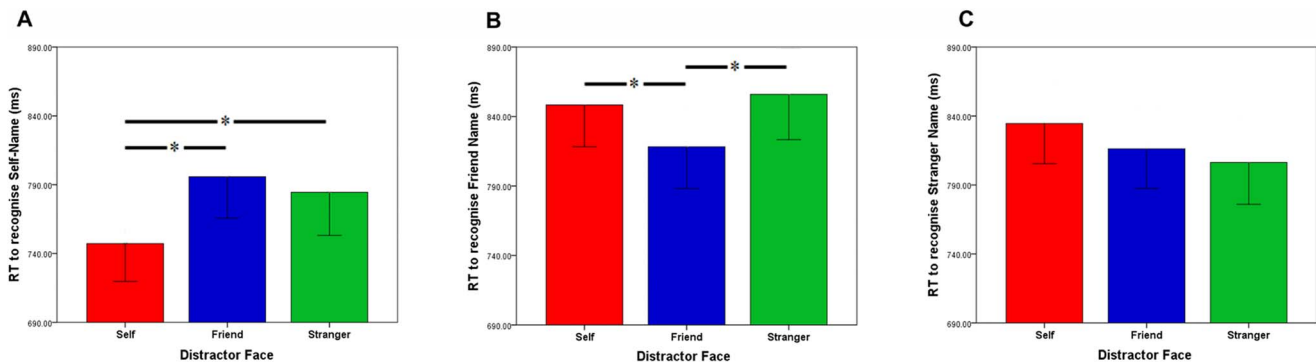 A
RT to recognise Self-Name (ms)
890.00
840.00
790.00
740.00
690.00
*
*
Self
Friend
Stranger
Distractor Face
B
RT to recognise Friend Name (ms)
890.00
840.00
790.00
740.00
690.00
*
*
Self
Friend
Stranger
Distractor Face
C
RT to recognise Stranger Name (ms)
890.00
840.00
790.00
740.00
690.00
Self
Friend
Stranger
Distractor Face